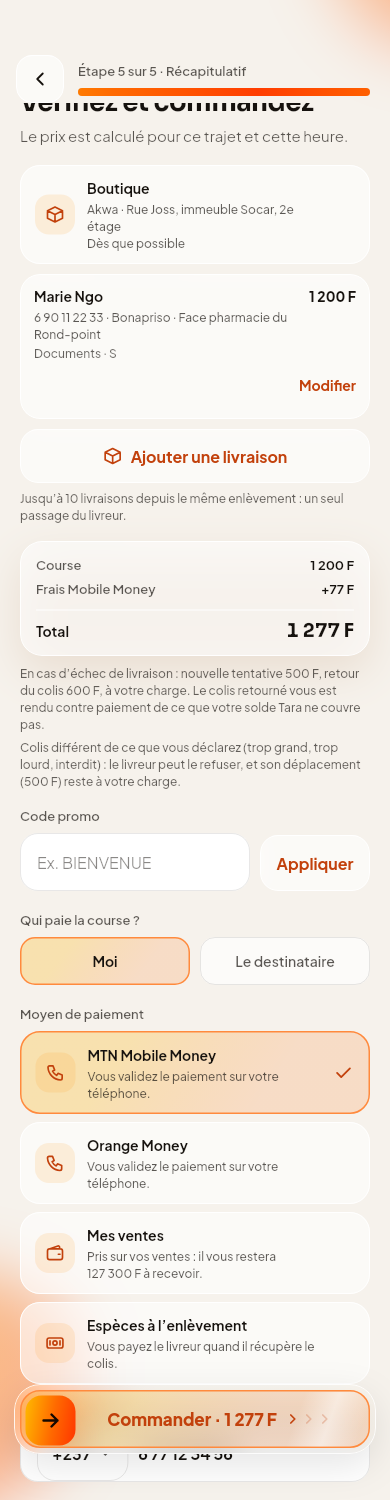 Étape 5 sur 5 · Récapitulatif
Vérifiez et commandez
Le prix est calculé pour ce trajet et cette heure.
Boutique
Akwa · Rue Joss, immeuble Socar, 2e
étage
Dès que possible
Marie Ngo 1 200 F
6 90 11 22 33 · Bonapriso · Face pharmacie du
Rond-point
Documents · S
Modifier
Ajouter une livraison
Jusqu’à 10 livraisons depuis le même enlèvement : un seul
passage du livreur.
Course 1 200 F
Frais Mobile Money +77 F
Total 1 277 F
En cas d’échec de livraison : nouvelle tentative 500 F, retour
du colis 600 F, à votre charge. Le colis retourné vous est
rendu contre paiement de ce que votre solde Tara ne couvre
pas.
Colis différent de ce que vous déclarez (trop grand, trop
lourd, interdit) : le livreur peut le refuser, et son déplacement
(500 F) reste à votre charge.
Code promo
Ex. BIENVENUE Appliquer
Qui paie la course ?
Moi Le destinataire
Moyen de paiement
MTN Mobile Money
Vous validez le paiement sur votre
téléphone.
Orange Money
Vous validez le paiement sur votre
téléphone.
Mes ventes
Pris sur vos ventes : il vous restera
127 300 F à recevoir.
Espèces à l’enlèvement
Vous payez le livreur quand il récupère le
colis.
Commander · 1 277 F
+237 6 77 12 34 56